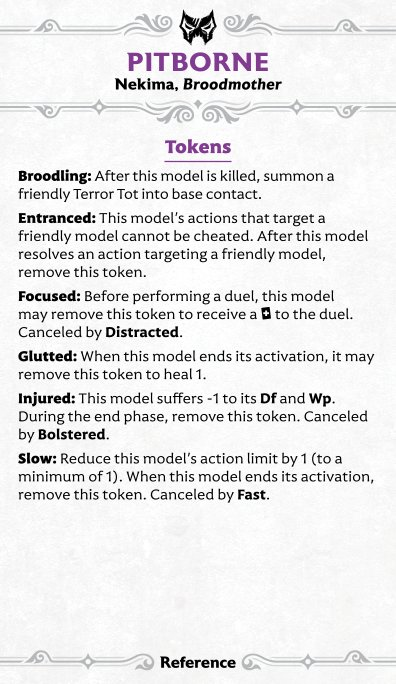 PITBORNE
Nekima, Broodmother
Tokens
Broodling: After this model is killed, summon a
friendly Terror Tot into base contact.
Entranced: This model's actions that target a
friendly model cannot be cheated. After this model
resolves an action targeting a friendly model,
remove this token.
Focused: Before performing a duel, this model
may remove this token to receive a + to the duel.
Canceled by Distracted.
Glutted: When this model ends its activation, it may
remove this token to heal 1.
Injured: This model suffers -1 to its Df and Wp.
During the end phase, remove this token. Canceled
by Bolstered.
Slow: Reduce this model's action limit by 1 (to a
minimum of 1). When this model ends its activation,
remove this token. Canceled by Fast.
Reference